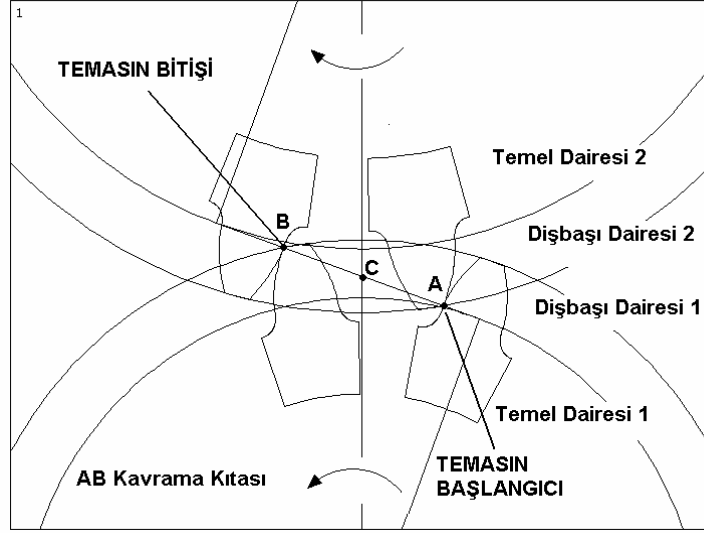 1
TEMASIN BİTİŞİ
Temel Dairesi 2
B
Dişbaşı Dairesi 2
C
A
Dişbaşı Dairesi 1
Temel Dairesi 1
TEMASIN
BAŞLANGICI
AB Kavrama Kıtası